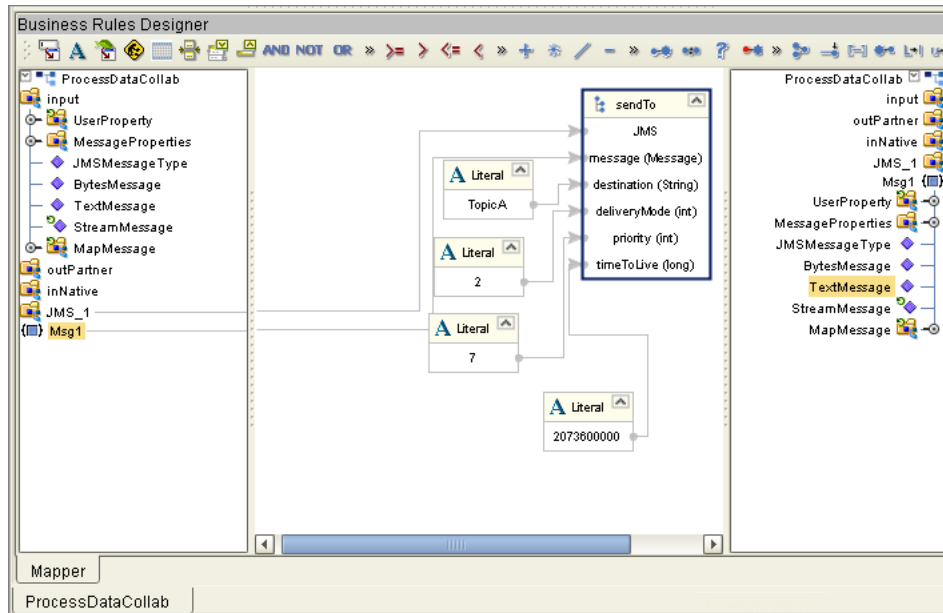 Business Rules Designer
A AND NOT OR » >= > <= < » + * / - » ? »
ProcessDataCollab
input
UserProperty
MessageProperties
JMSMessageType
BytesMessage
TextMessage
StreamMessage
MapMessage
outPartner
inNative
JMS_1
{} Msg1
sendTo
JMS
message (Message)
destination (String)
deliveryMode (int)
priority (int)
timeToLive (long)
A Literal
TopicA
A Literal
2
A Literal
7
A Literal
2073600000
ProcessDataCollab
input
outPartner
inNative
JMS_1
Msg1 {}
UserProperty
MessageProperties
JMSMessageType
BytesMessage
TextMessage
StreamMessage
MapMessage
Mapper
ProcessDataCollab